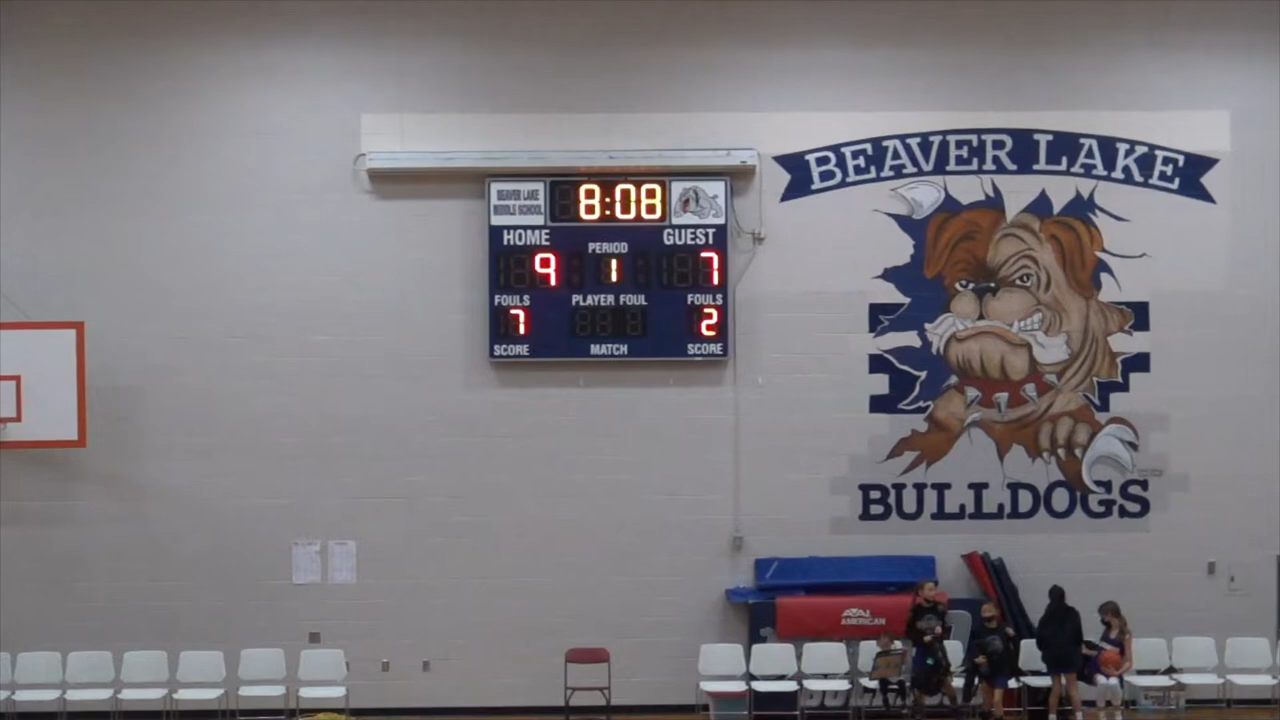 BEAVER LAKE
BEAVER LAKE
MIDDLE SCHOOL
8:08
HOME
PERIOD
GUEST
9
1
7
FOULS
PLAYER FOUL
FOULS
7
2
SCORE
MATCH
SCORE
BULLDOGS
AMERICAN